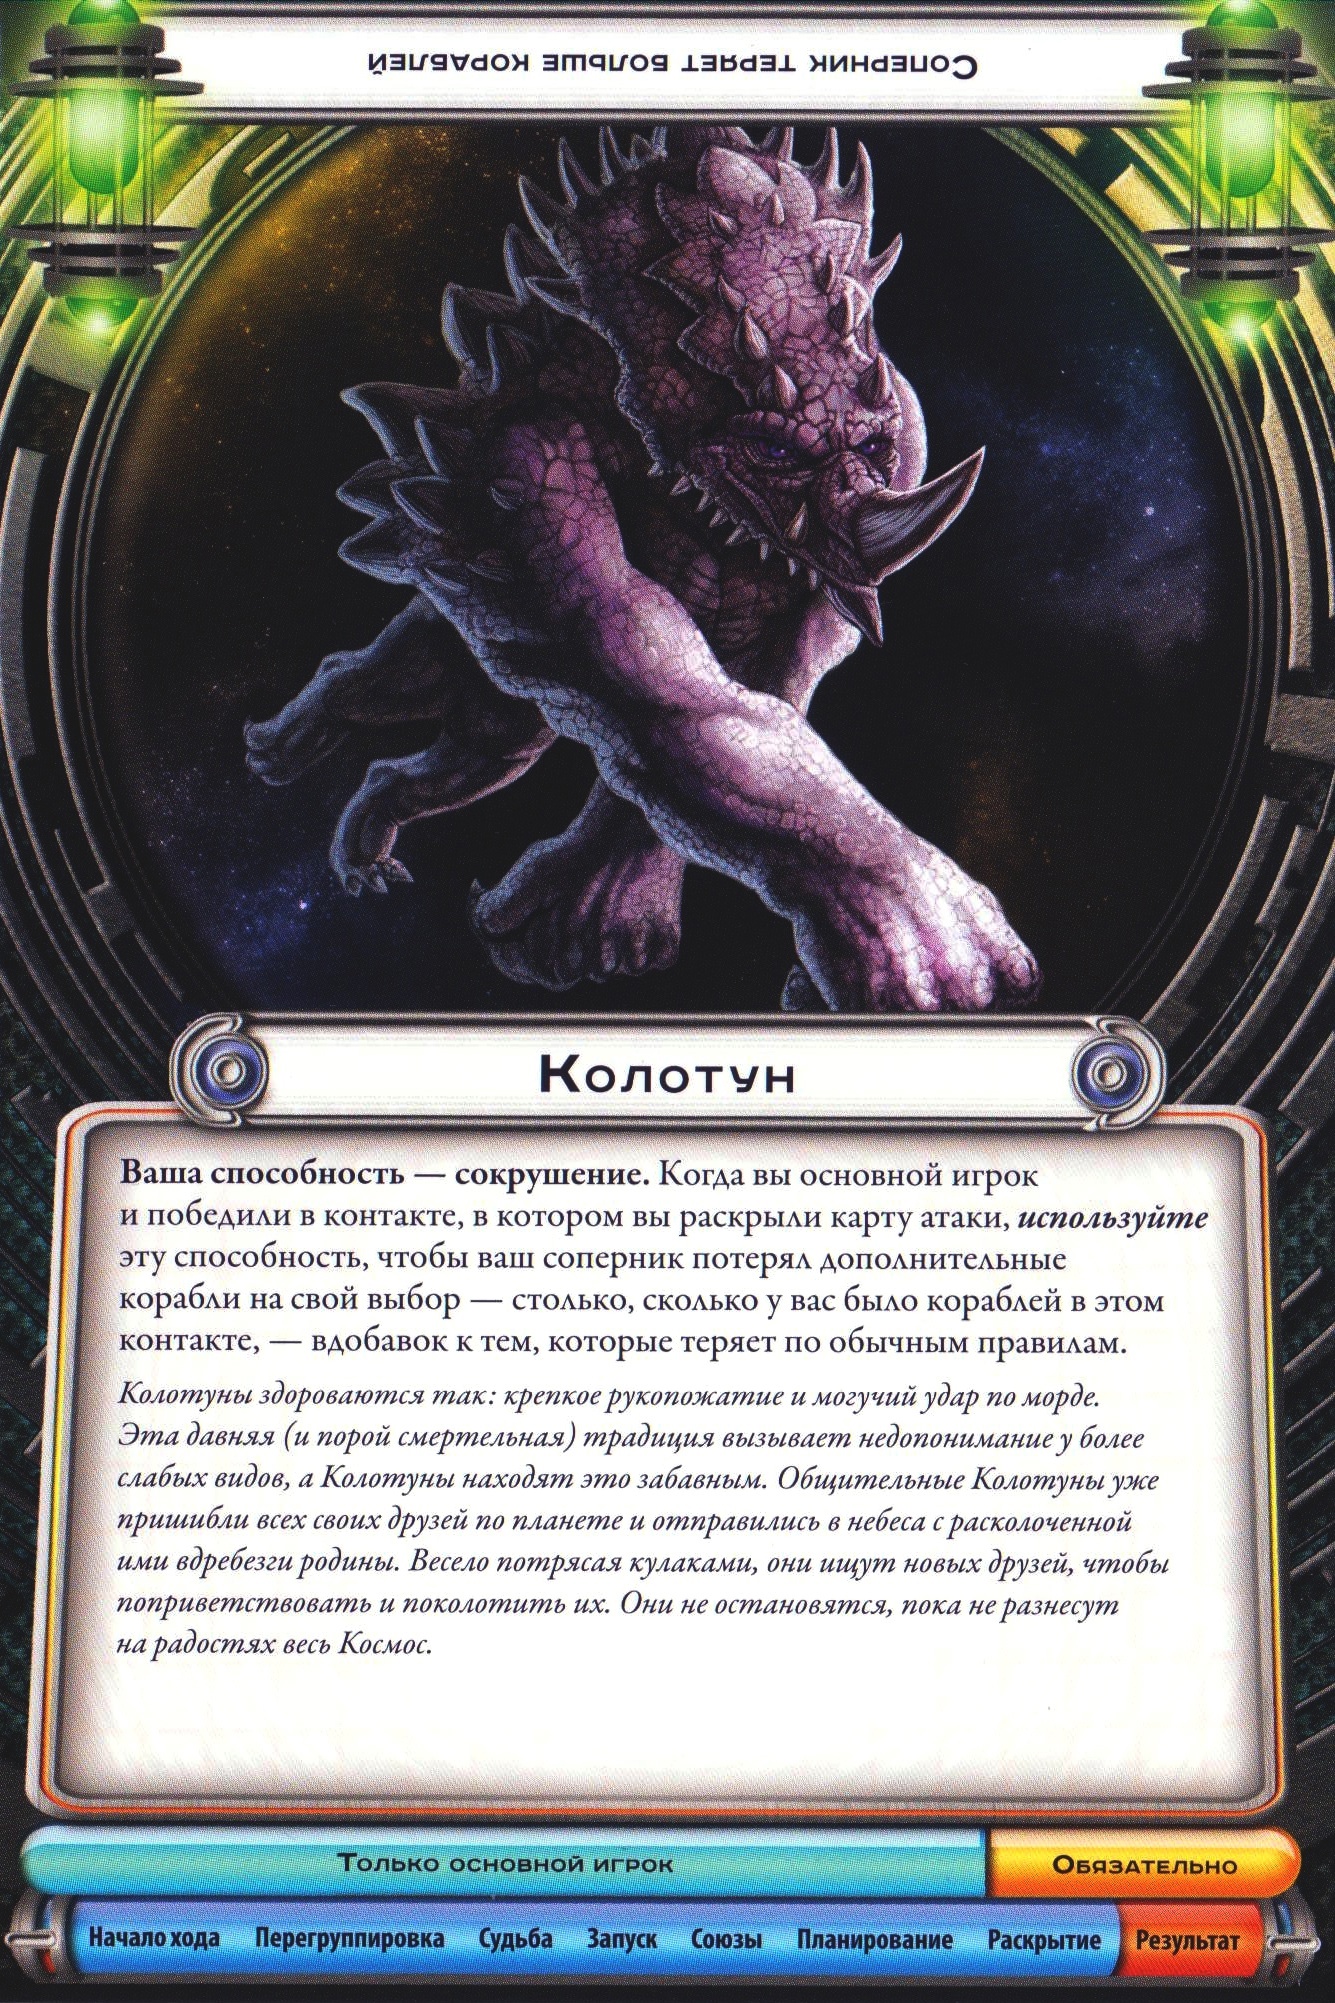 Соперник теряет больше кораблей
Колотун
Ваша способность — сокрушение. Когда вы основной игрок
и победили в контакте, в котором вы раскрыли карту атаки, используйте
эту способность, чтобы ваш соперник потерял дополнительные
корабли на свой выбор — столько, сколько у вас было кораблей в этом
контакте, — вдобавок к тем, которые теряет по обычным правилам.
Колотуны здороваются так: крепкое рукопожатие и могучий удар по морде.
Эта давняя (и порой смертельная) традиция вызывает недопонимание у более
слабых видов, а Колотуны находят это забавным. Общительные Колотуны уже
пришибли всех своих друзей по планете и отправились в небеса с расколоченной
ими вдребезги родины. Весело потрясая кулаками, они ищут новых друзей, чтобы
поприветствовать и поколотить их. Они не остановятся, пока не разнесут
на радостях весь Космос.
Только основной игрок Обязательно
Начало хода Перегруппировка Судьба Запуск Союзы Планирование Раскрытие Результат